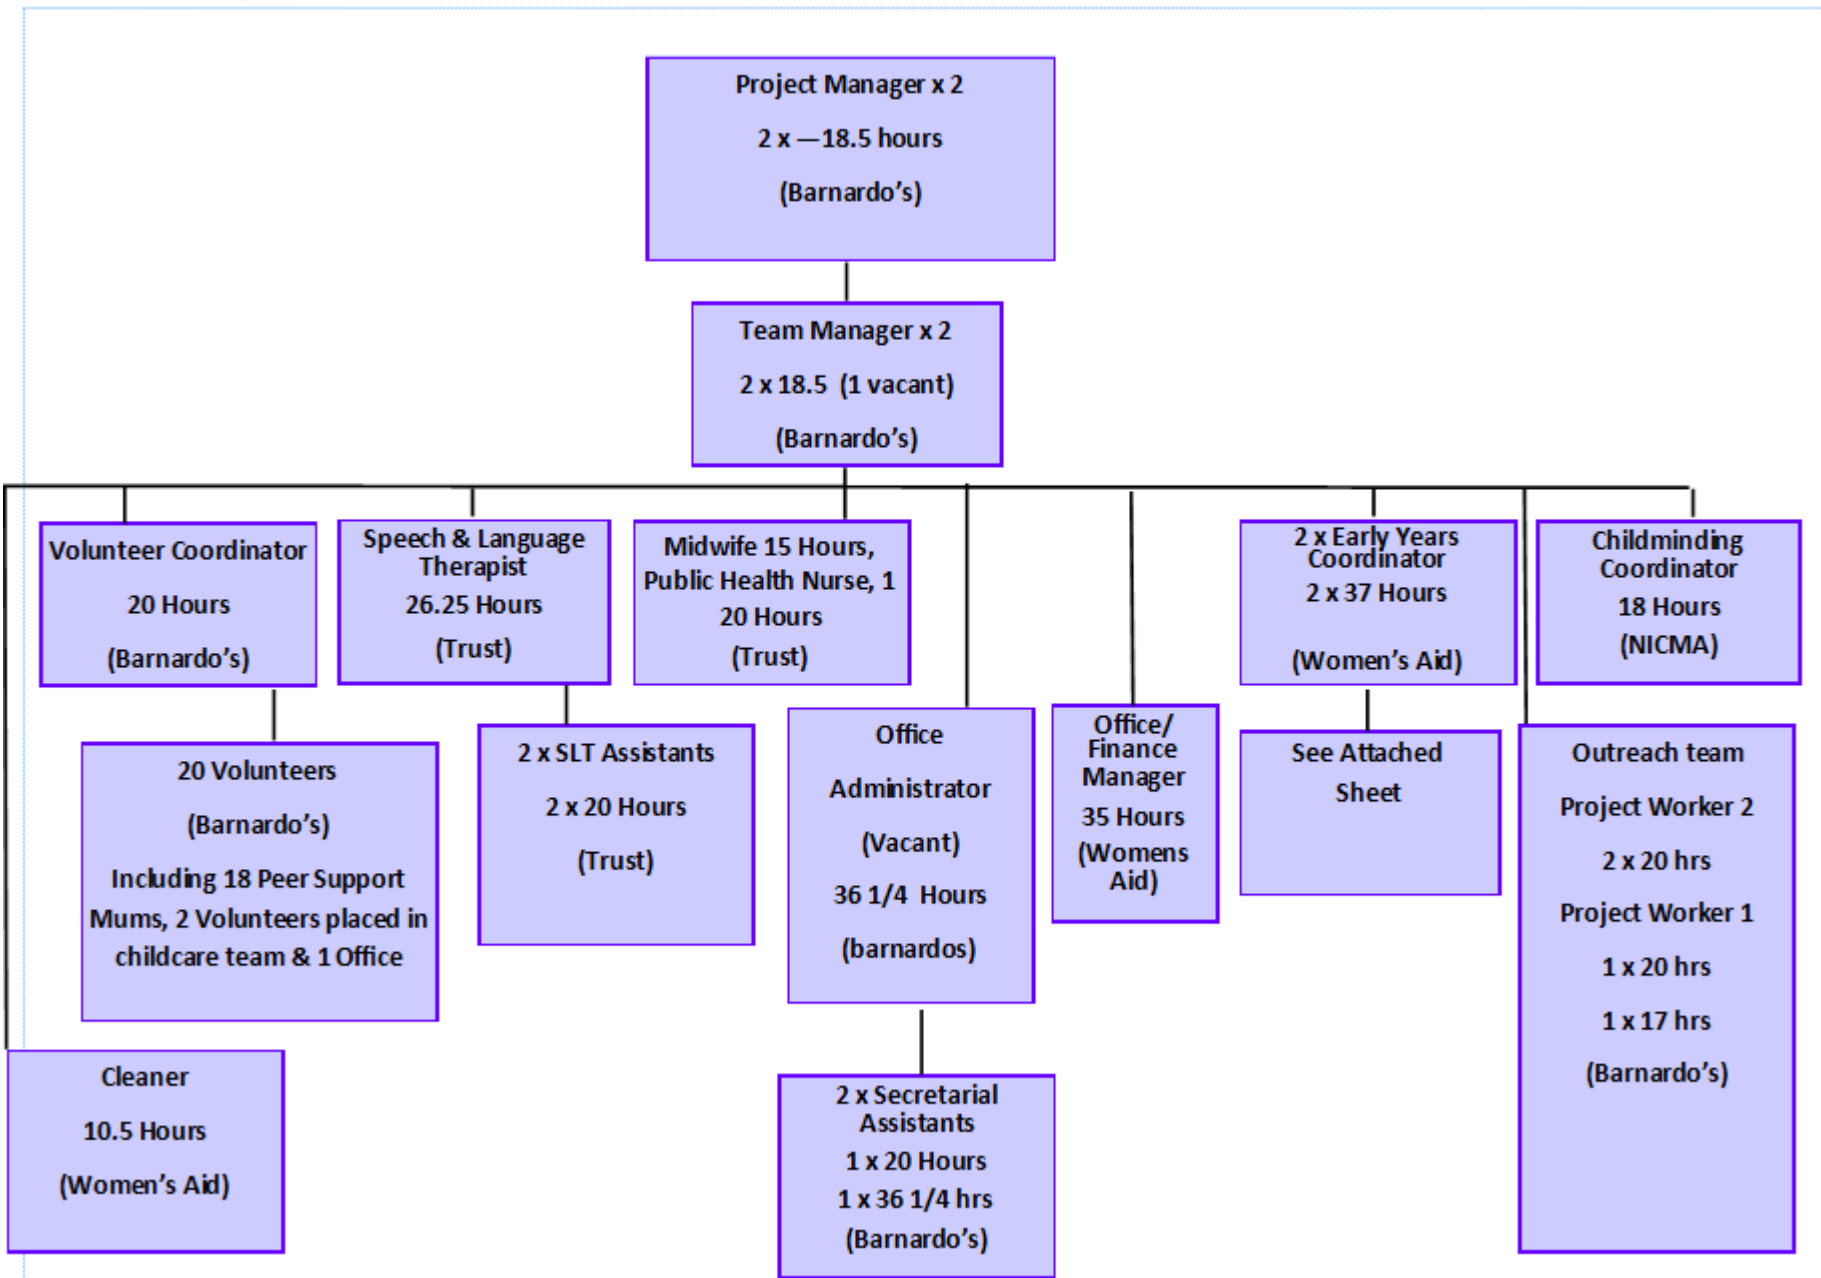 Project Manager x 2
2 x —18.5 hours
(Barnardo’s)
Team Manager x 2
2 x 18.5 (1 vacant)
(Barnardo’s)
Volunteer Coordinator
20 Hours
(Barnardo’s)
Speech & Language
Therapist
26.25 Hours
(Trust)
Midwife 15 Hours,
Public Health Nurse, 1
20 Hours
(Trust)
2 x Early Years
Coordinator
2 x 37 Hours
(Women’s Aid)
Childminding
Coordinator
18 Hours
(NICMA)
20 Volunteers
(Barnardo’s)
Including 18 Peer Support
Mums, 2 Volunteers placed in
childcare team & 1 Office
2 x SLT Assistants
2 x 20 Hours
(Trust)
Office
Administrator
(Vacant)
36 1/4 Hours
(barnardos)
Office/
Finance
Manager
35 Hours
(Womens
Aid)
See Attached
Sheet
Outreach team
Project Worker 2
2 x 20 hrs
Project Worker 1
1 x 20 hrs
1 x 17 hrs
(Barnardo’s)
Cleaner
10.5 Hours
(Women’s Aid)
2 x Secretarial
Assistants
1 x 20 Hours
1 x 36 1/4 hrs
(Barnardo’s)